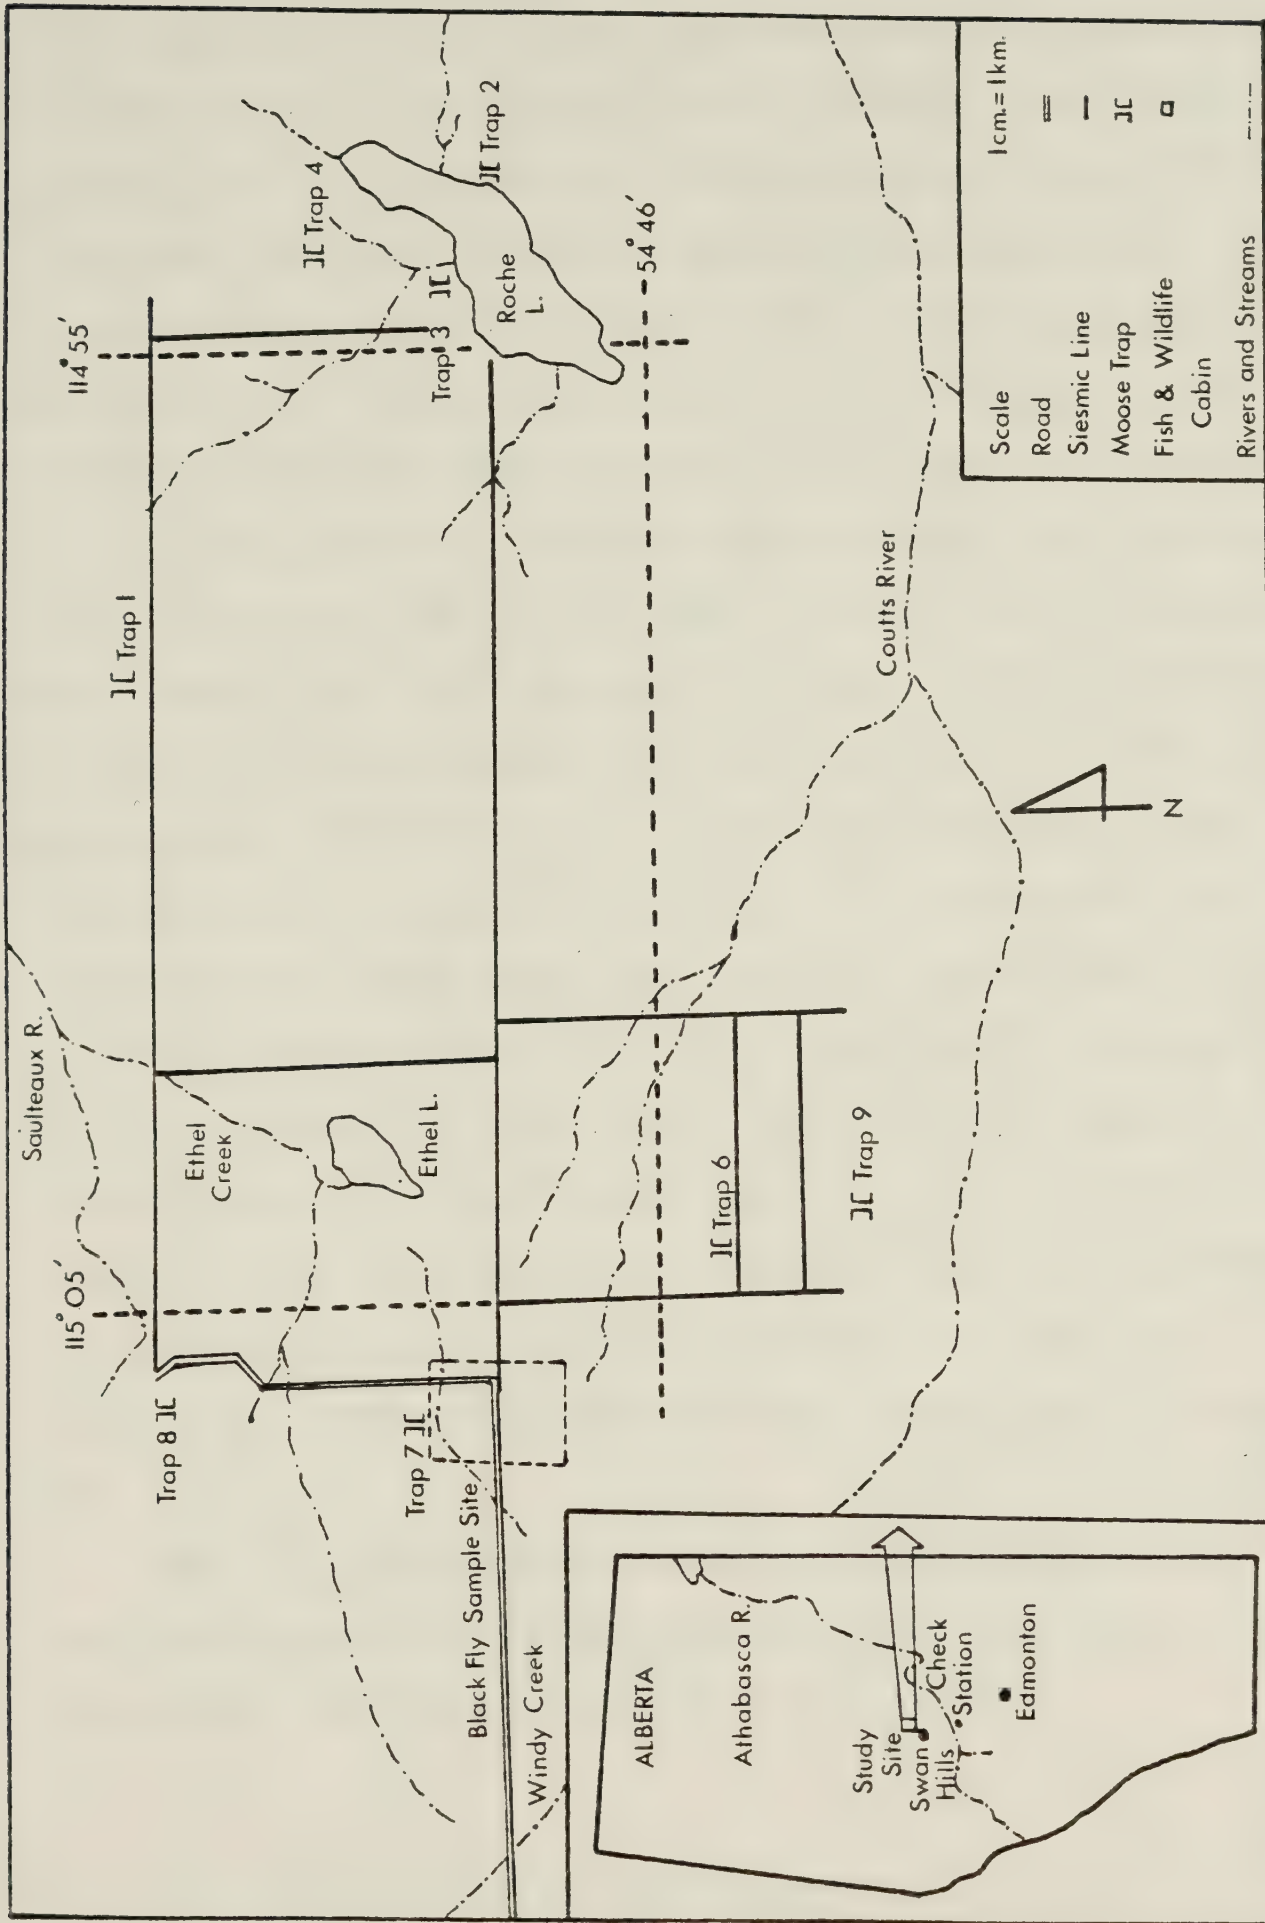 115° 05′
114° 55′
Saulteaux R.
Trap 8
Ethel
Creek
Trap 1
Trap 4
Trap 2
Trap 3
Trap 7
Ethel L.
Roche
L.
Black Fly Sample Site
Windy Creek
54° 46′
Trap 6
Trap 9
Coutts River
N
ALBERTA
Athabasca R.
Study
Site
Swan
Hills
Check
Station
Edmonton
Scale 1cm.=1km.
Road
Siesmic Line
Moose Trap
Fish & Wildlife
Cabin
Rivers and Streams